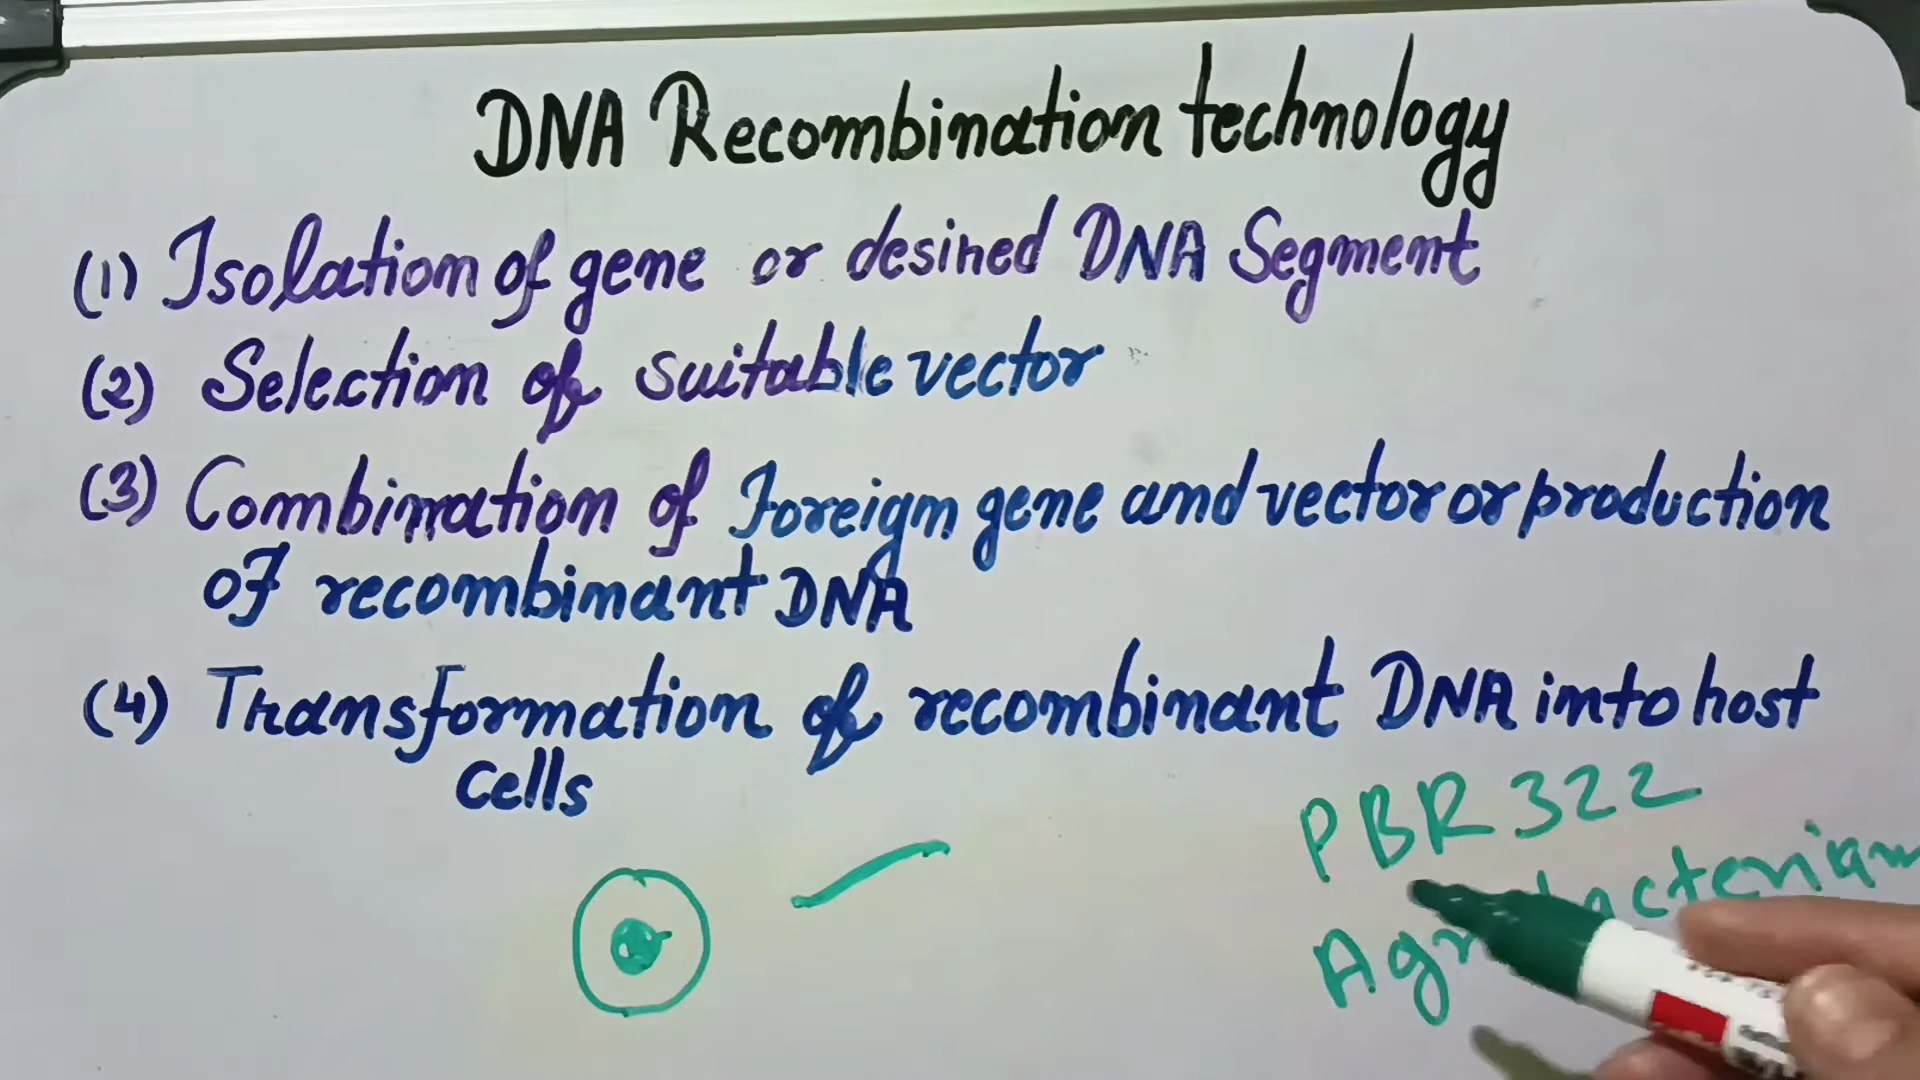 DNA Recombination technology
(1) Isolation of gene or desired DNA Segment
(2) Selection of suitable vector
(3) Combination of Foreign gene and vector or production
of recombinant DNA
(4) Transformation of recombinant DNA into host
Cells
PBR322